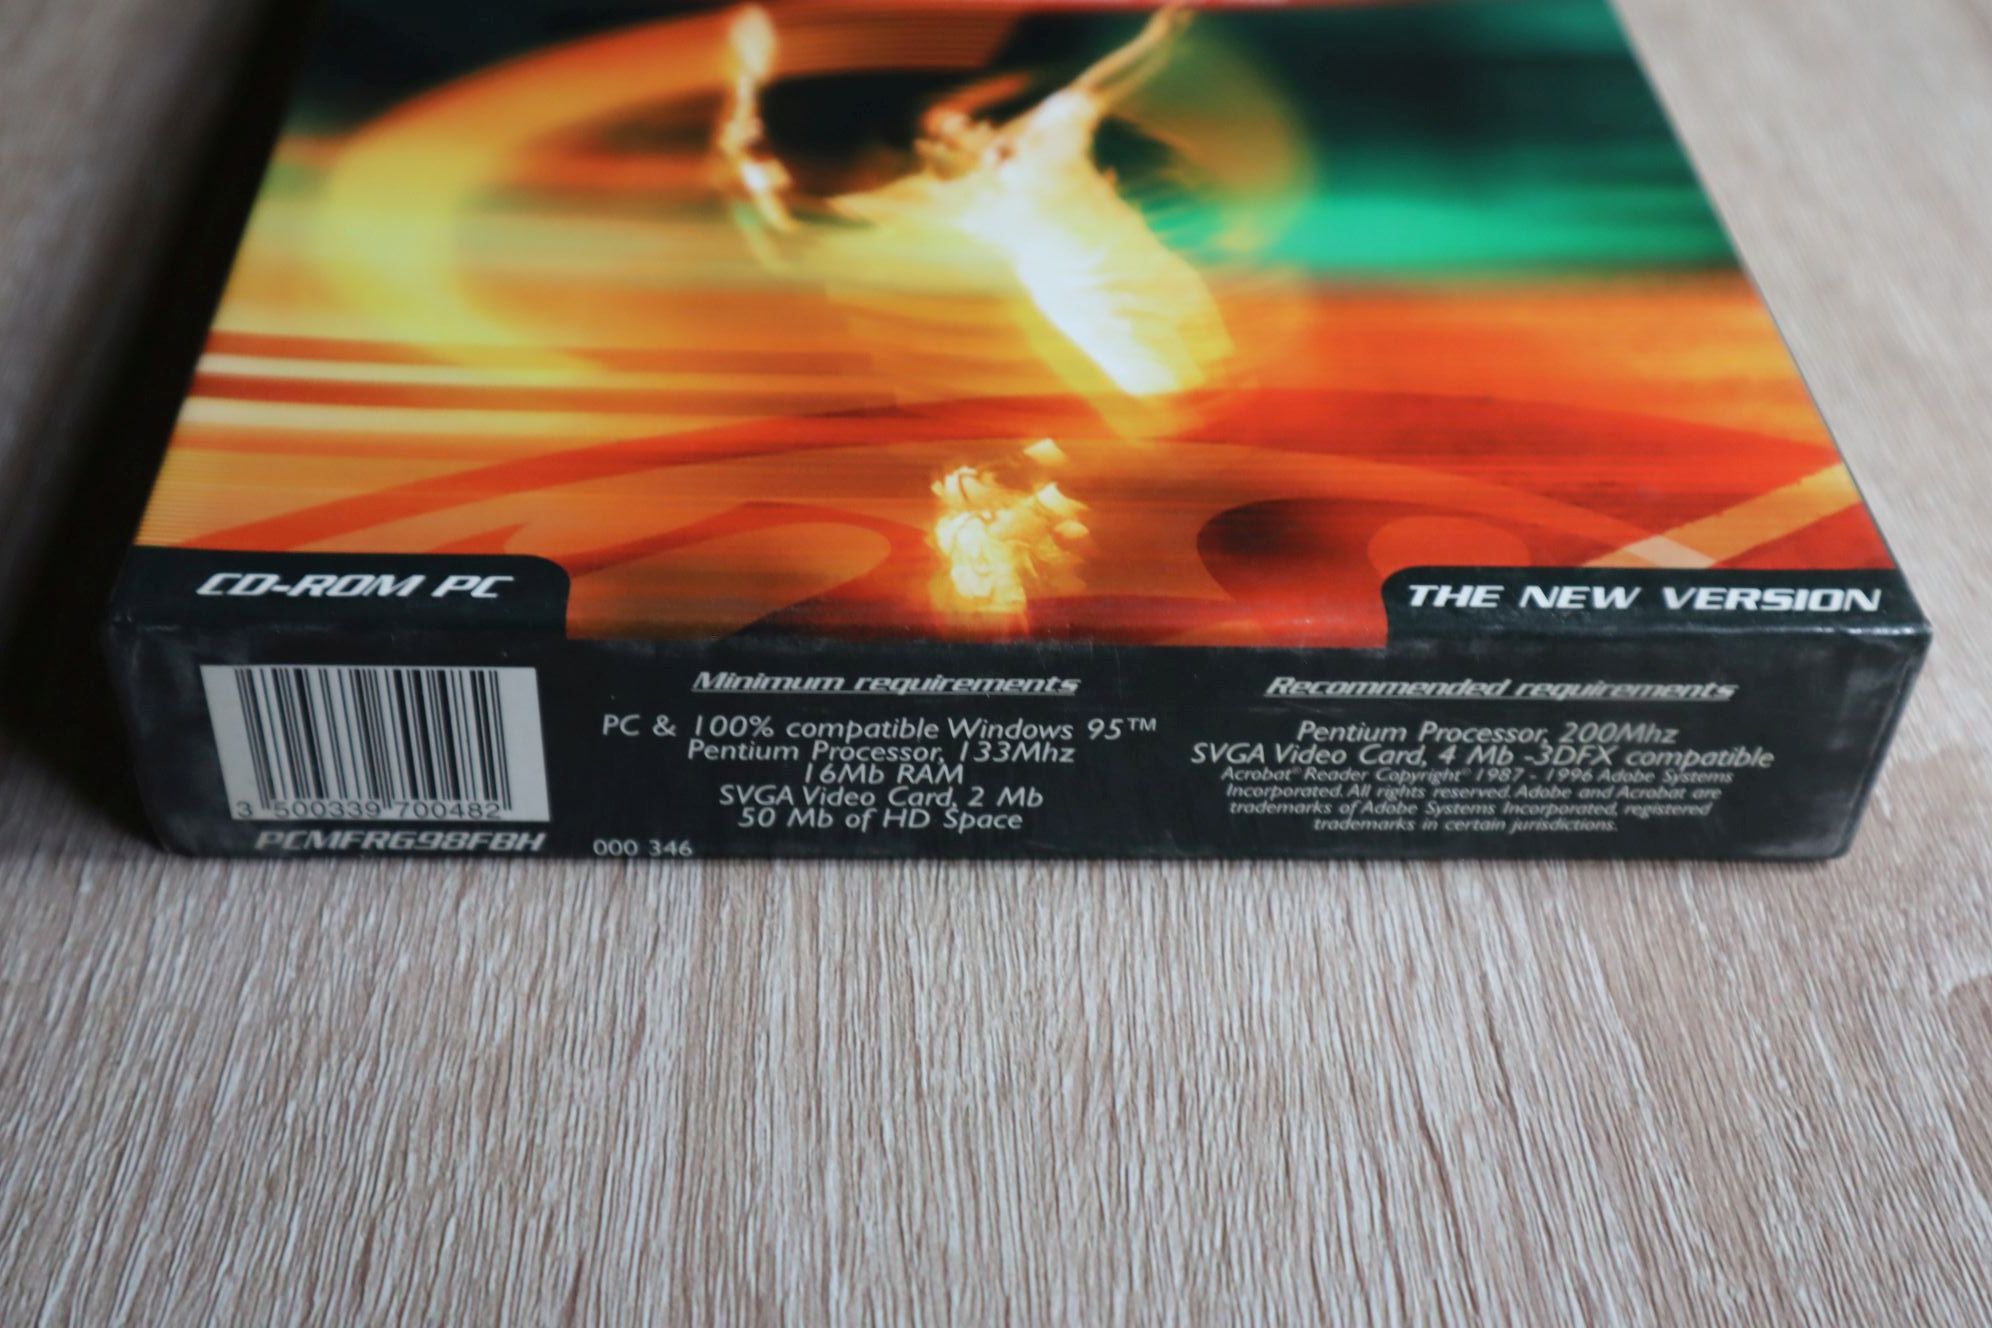 CD-ROM PC
THE NEW VERSION
3 500339 700482
PCMFRG98FBH
000 346
Minimum requirements
PC & 100% compatible Windows 95™
Pentium Processor, 133Mhz
16Mb RAM
SVGA Video Card, 2 Mb
50 Mb of HD Space
Recommended requirements
Pentium Processor, 200Mhz
SVGA Video Card, 4 Mb -3DFX compatible
Acrobat® Reader Copyright® 1987 - 1996 Adobe Systems
Incorporated. All rights reserved. Adobe and Acrobat are
trademarks of Adobe Systems Incorporated, registered
trademarks in certain jurisdictions.